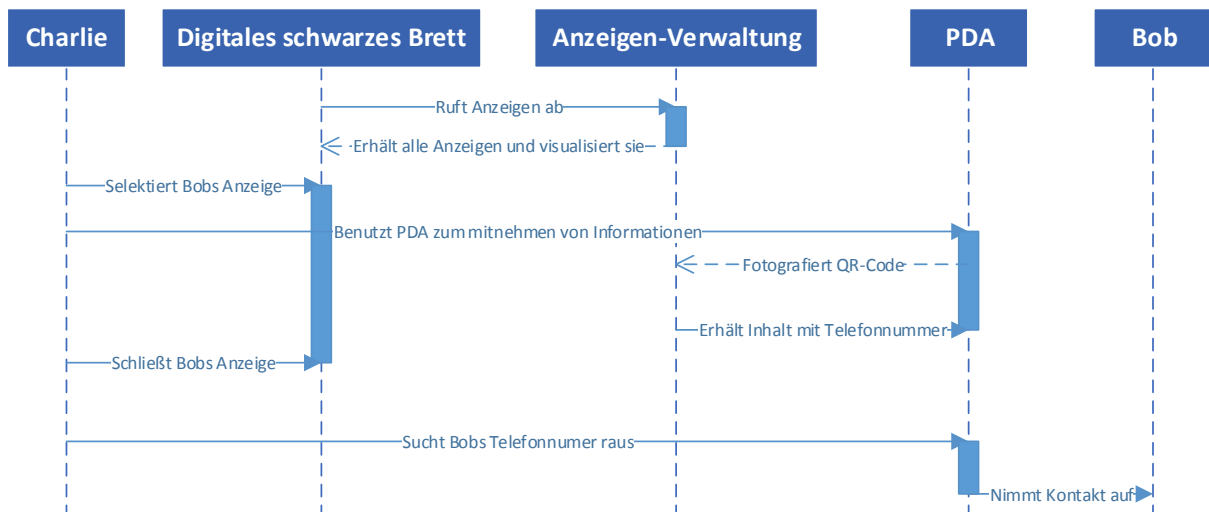 Charlie
Digitales schwarzes Brett
Anzeigen-Verwaltung
PDA
Bob
Ruft Anzeigen ab
Erhält alle Anzeigen und visualisiert sie
Selektiert Bobs Anzeige
Benutzt PDA zum mitnehmen von Informationen
Fotografiert QR-Code
Erhält Inhalt mit Telefonnummer
Schließt Bobs Anzeige
Sucht Bobs Telefonnumer raus
Nimmt Kontakt auf